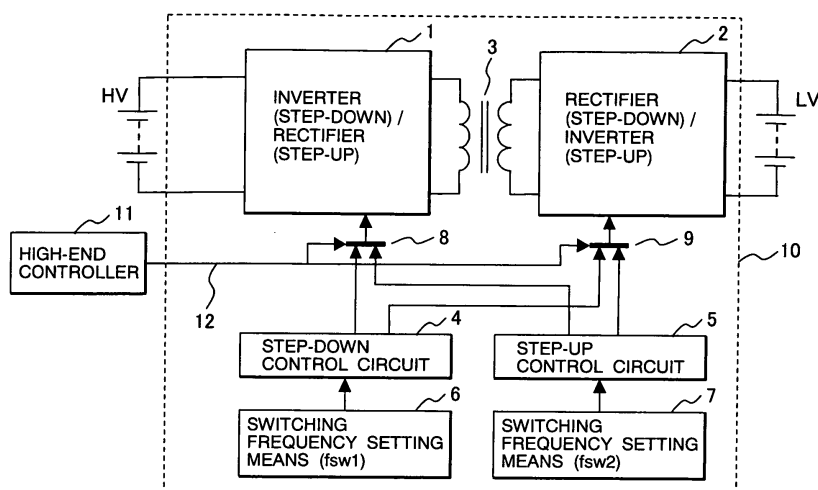 1
2
3
HV
INVERTER
(STEP-DOWN) /
RECTIFIER
(STEP-UP)
RECTIFIER
(STEP-DOWN) /
INVERTER
(STEP-UP)
LV
11
8
9
10
HIGH-END
CONTROLLER
12
4
5
STEP-DOWN
CONTROL CIRCUIT
STEP-UP
CONTROL CIRCUIT
6
7
SWITCHING
FREQUENCY SETTING
MEANS (fsw1)
SWITCHING
FREQUENCY SETTING
MEANS (fsw2)